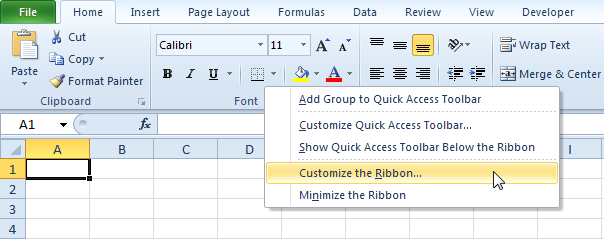 File Home Insert Page Layout Formulas Data Review View Developer
Cut
Copy
Format Painter
Paste
Clipboard
Calibri 11 A A
B I U A
Font
Wrap Text
Merge & Center
Add Group to Quick Access Toolbar
Customize Quick Access Toolbar...
Show Quick Access Toolbar Below the Ribbon
Customize the Ribbon...
Minimize the Ribbon
A1 fx
A B C D I
1
2
3
4